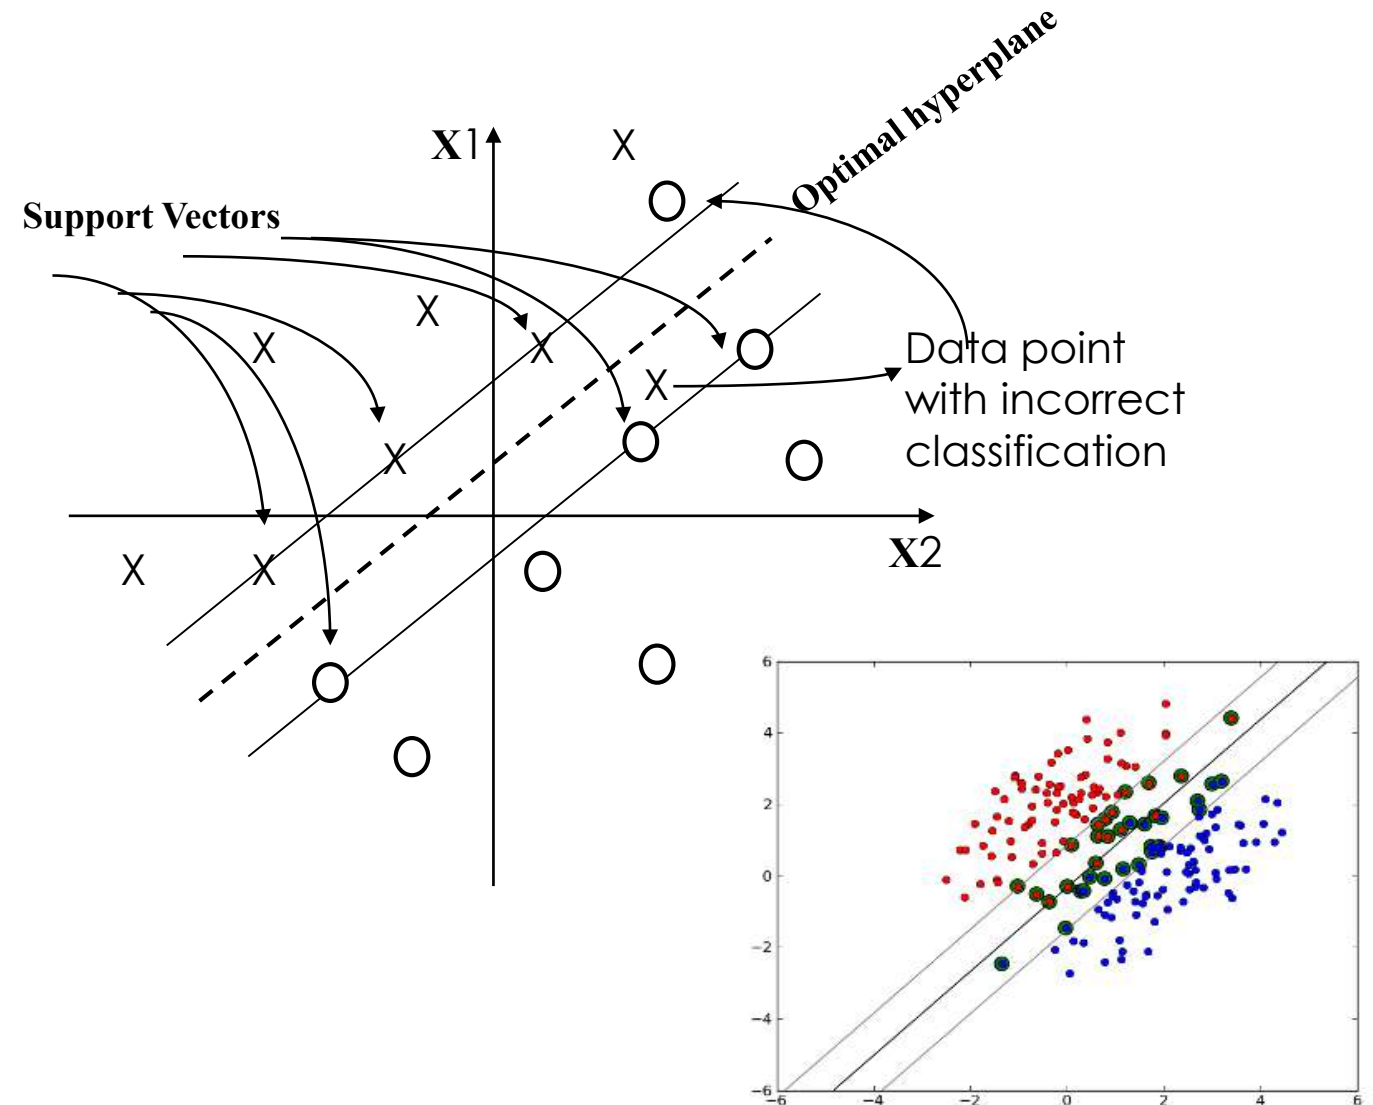 Optimal hyperplane
X1
X
Support Vectors
X
X
X
X
Data point
with incorrect
classification
X
X2
X
X
6
4
2
0
−2
−4
−6
−6
−4
−2
0
2
4
6